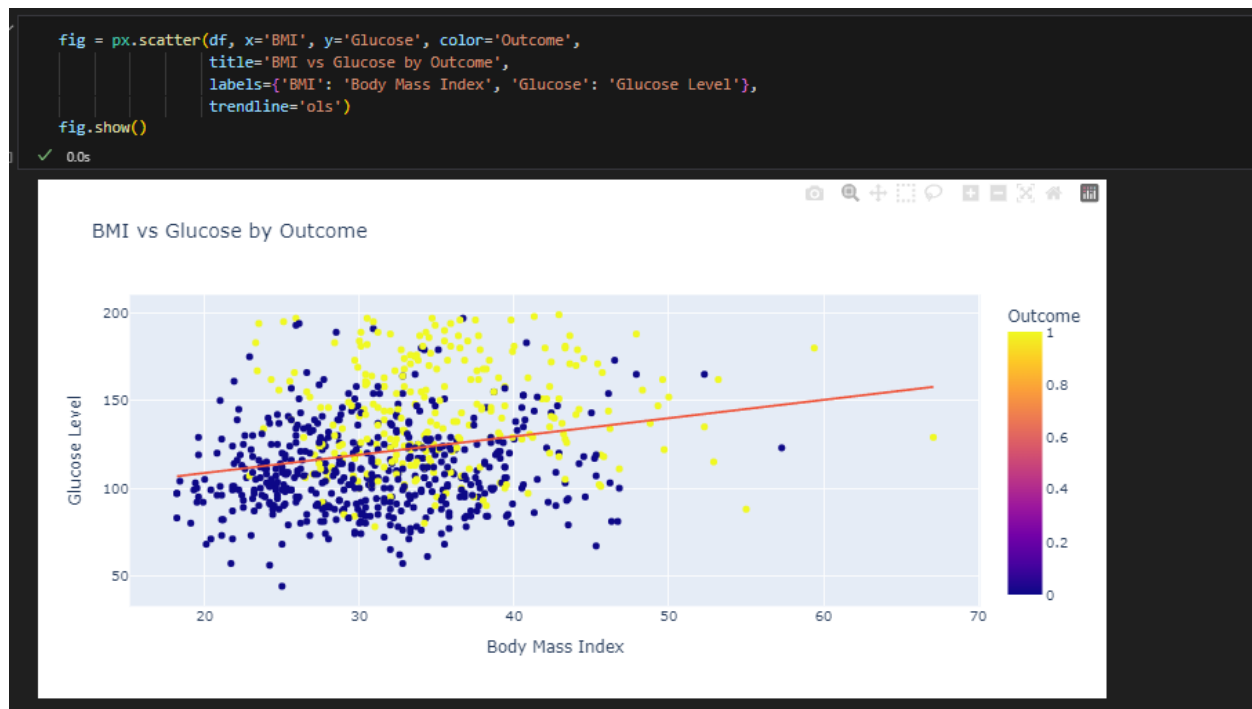 fig = px.scatter(df, x='BMI', y='Glucose', color='Outcome',
title='BMI vs Glucose by Outcome',
labels={'BMI': 'Body Mass Index', 'Glucose': 'Glucose Level'},
trendline='ols')
fig.show()
0.0s
BMI vs Glucose by Outcome
Outcome
200
150
100
50
Glucose Level
20 30 40 50 60 70
Body Mass Index
1
0.8
0.6
0.4
0.2
0